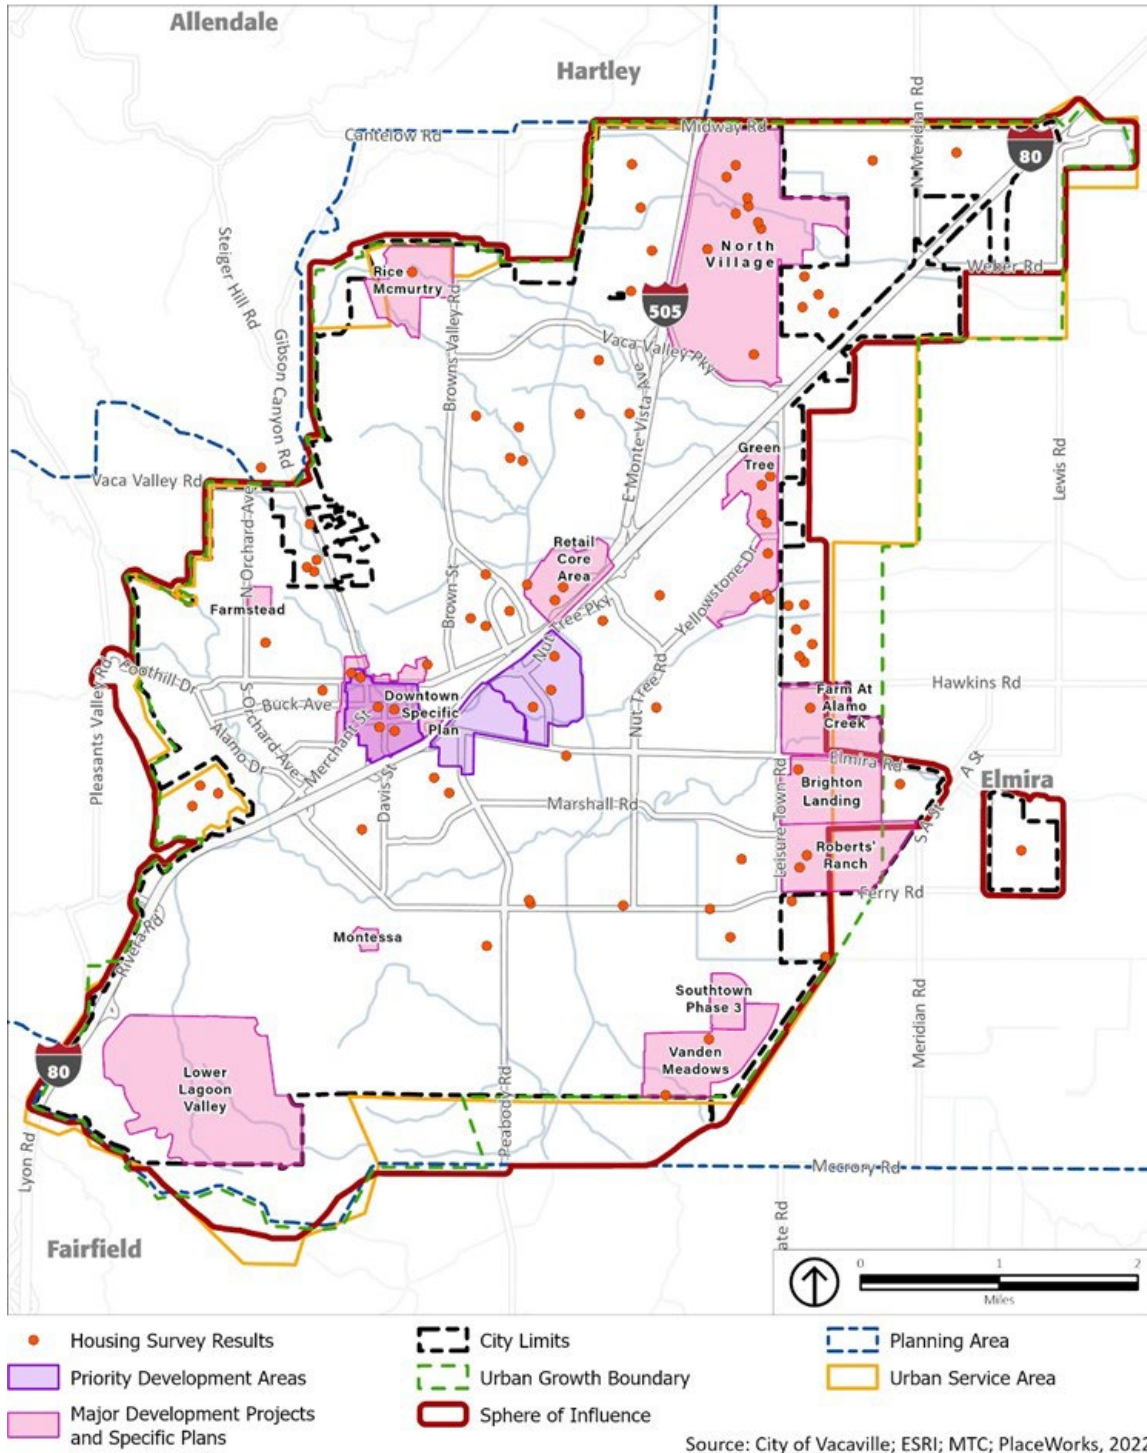 Allendale
Hartley
Cantelow Rd
Midway Rd
N Meridian Rd
80
Steiger Hill Rd
Rice
Mcmurtry
North
Village
Weber Rd
505
Gibson Canyon Rd
Browns Valley Rd
Vaca Valley Pky
E Monte Vista Ave
Green
Tree
Lewis Rd
Vaca Valley Rd
N Orchard Ave
Retail
Core
Area
Brown St
Yellowstone Dr
Farmstead
Nut Tree Pky
Foothill Dr
Pleasants Valley Rd
S Orchard Ave
Buck Ave
Downtown
Specific
Plan
Nut Tree Rd
Farm At
Alamo
Creek
Hawkins Rd
Merchant St
Alamo Dr
Davis St
Elmira Rd
A St
Elmira
Brighton
Landing
Marshall Rd
Leisure Town Rd
S A St
Roberts'
Ranch
Ferry Rd
Rivera Rd
Montessa
Southtown
Phase 3
Meridian Rd
80
Lower
Lagoon
Valley
Vanden
Meadows
Peabody Rd
Lyon Rd
Mccrory Rd
ate Rd
Fairfield
0 1 2
Miles
Housing Survey Results
City Limits
Planning Area
Priority Development Areas
Urban Growth Boundary
Urban Service Area
Major Development Projects
and Specific Plans
Sphere of Influence
Source: City of Vacaville; ESRI; MTC; PlaceWorks, 2022